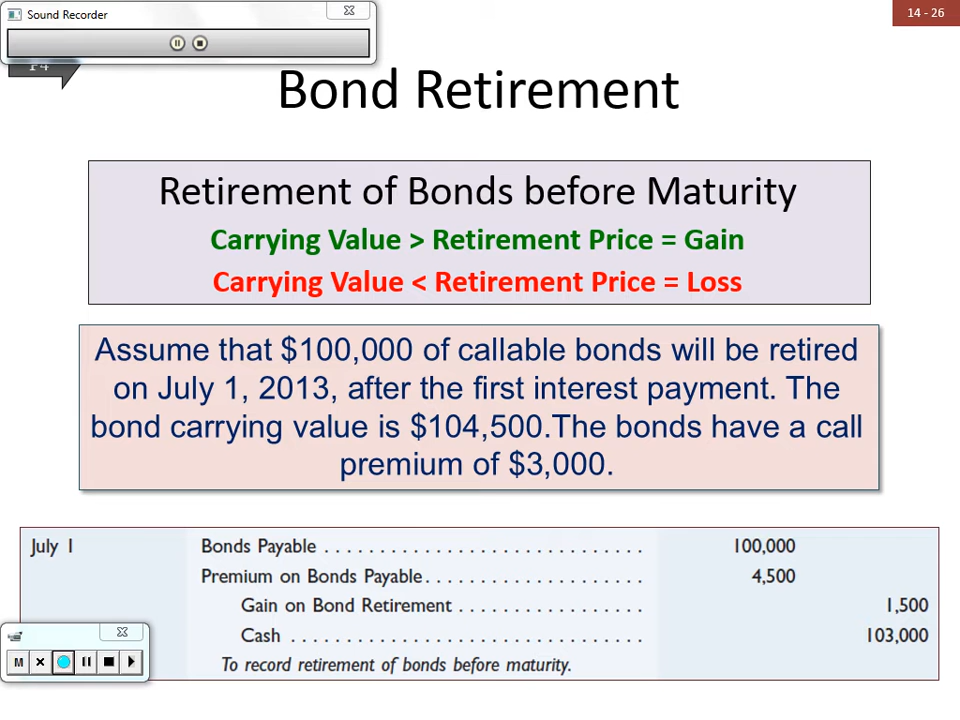 Sound Recorder
14 - 26
P4
Bond Retirement
Retirement of Bonds before Maturity
Carrying Value > Retirement Price = Gain
Carrying Value < Retirement Price = Loss
Assume that $100,000 of callable bonds will be retired
on July 1, 2013, after the first interest payment. The
bond carrying value is $104,500.The bonds have a call
premium of $3,000.
July 1 Bonds Payable . . . . . . . . . . . . . . . . . . . . . . . . . . . . . 100,000
Premium on Bonds Payable. . . . . . . . . . . . . . . . . . . . 4,500
Gain on Bond Retirement . . . . . . . . . . . . . . . . . 1,500
Cash . . . . . . . . . . . . . . . . . . . . . . . . . . . . . . . . 103,000
To record retirement of bonds before maturity.
M